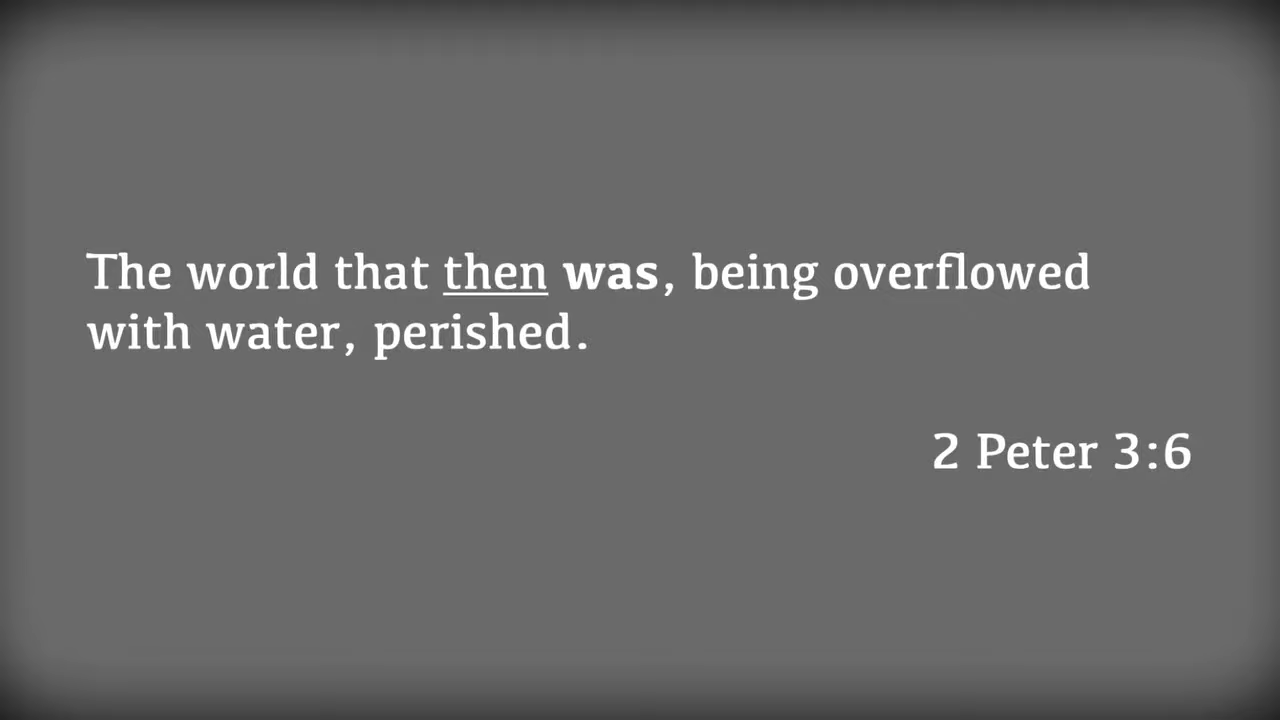 The world that then was, being overflowed
with water, perished.
2 Peter 3:6